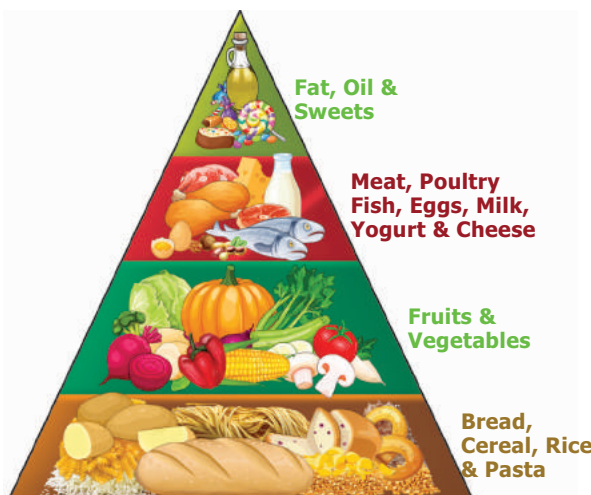 Fat, Oil &
Sweets
Meat, Poultry
Fish, Eggs, Milk,
Yogurt & Cheese
Fruits &
Vegetables
Bread,
Cereal, Rice
& Pasta